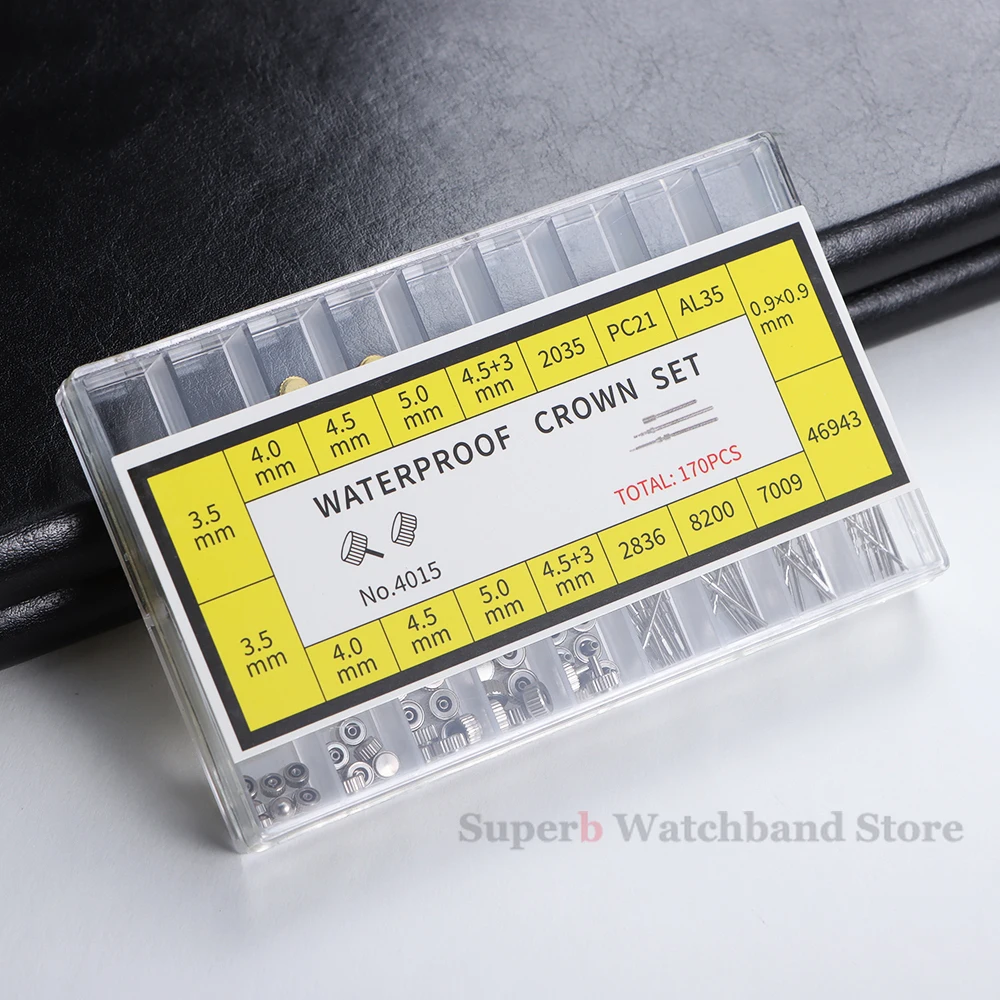 3.5
mm
4.0
mm
4.5
mm
5.0
mm
4.5+3
mm
2035
PC21
AL35
0.9×0.9
mm
WATERPROOF CROWN SET
TOTAL: 170PCS
No.4015
3.5
mm
4.0
mm
4.5
mm
5.0
mm
4.5+3
mm
2836
8200
7009
46943
Superb Watchband Store